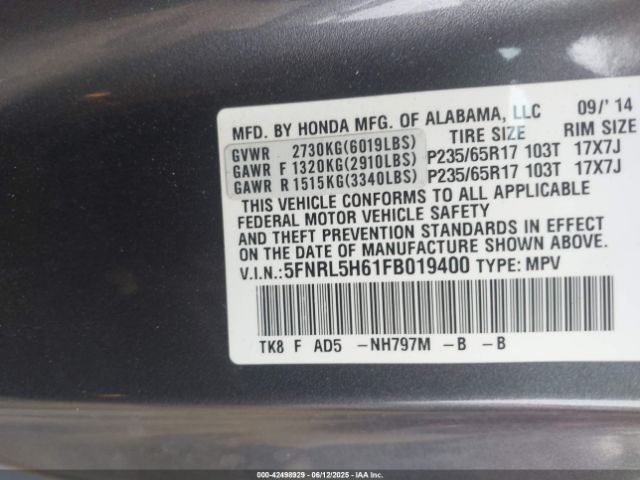 MFD. BY HONDA MFG. OF ALABAMA, LLC 09/'14
TIRE SIZE RIM SIZE
GVWR 2730KG(6019LBS)
GAWR F 1320KG(2910LBS) P235/65R17 103T 17X7J
GAWR R 1515KG(3340LBS) P235/65R17 103T 17X7J
THIS VEHICLE CONFORMS TO ALL APPLICABLE
FEDERAL MOTOR VEHICLE SAFETY
AND THEFT PREVENTION STANDARDS IN EFFECT
ON THE DATE OF MANUFACTURE SHOWN ABOVE.
V.I.N.:5FNRL5H61FB019400 TYPE: MPV
TK8 F AD5 -NH797M -B -B
000-42498929 - 06/12/2025 - IAAI.COM